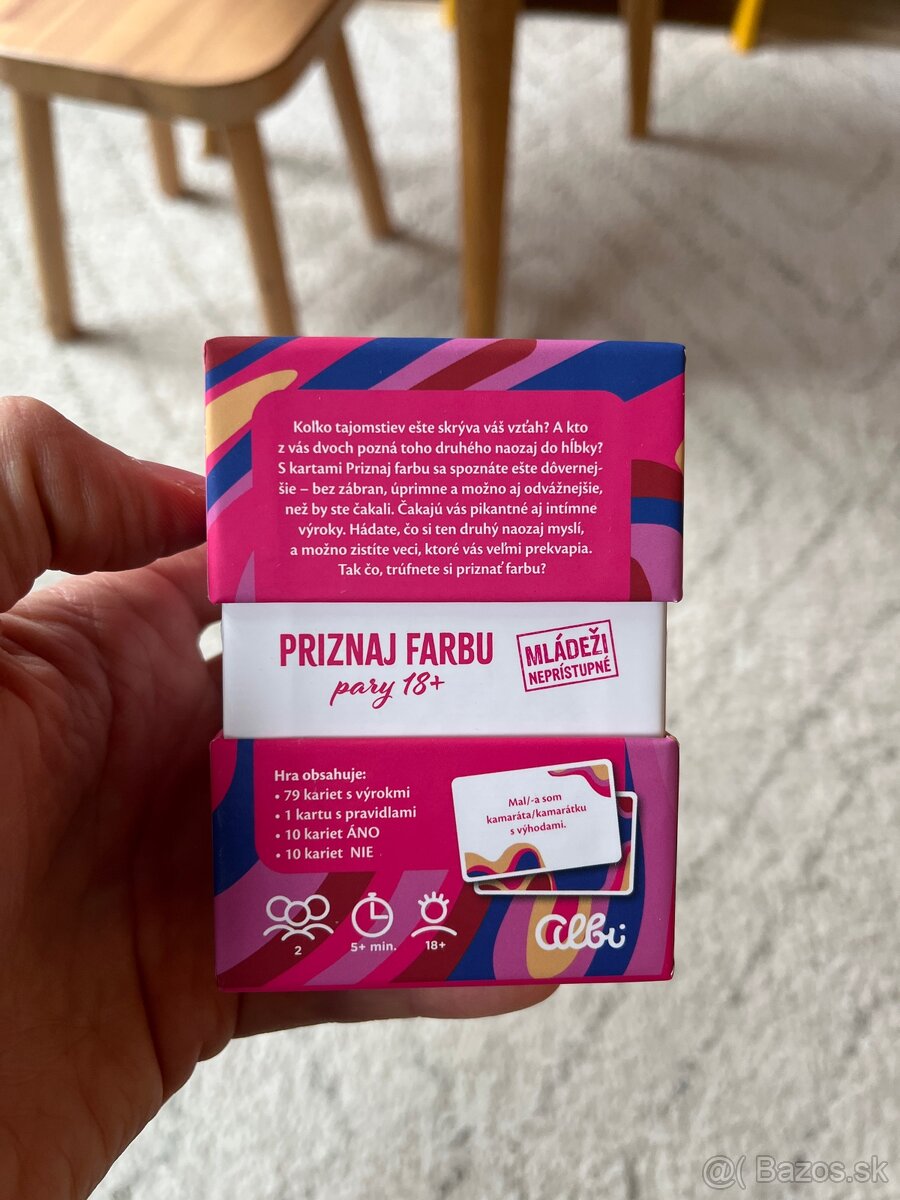 Koľko tajomstiev ešte skrýva váš vzťah? A kto
z vás dvoch pozná toho druhého naozaj do hĺbky?
S kartami Priznaj farbu sa spoznáte ešte dôvernej-
šie – bez zábran, úprimne a možno aj odvážnejšie,
než by ste čakali. Čakajú vás pikantné aj intímne
výroky. Hádate, čo si ten druhý naozaj myslí,
a možno zistíte veci, ktoré vás veľmi prekvapia.
Tak čo, trúfnete si priznať farbu?
PRIZNAJ FARBU
pary 18+
MLÁDEŽI
NEPRÍSTUPNÉ
Hra obsahuje:
• 79 kariet s výrokmi
• 1 kartu s pravidlami
• 10 kariet ÁNO
• 10 kariet NIE
Mal/-a som
kamaráta/kamarátku
s výhodami.
2
5+ min.
18+
albi
@( Bazos.sk